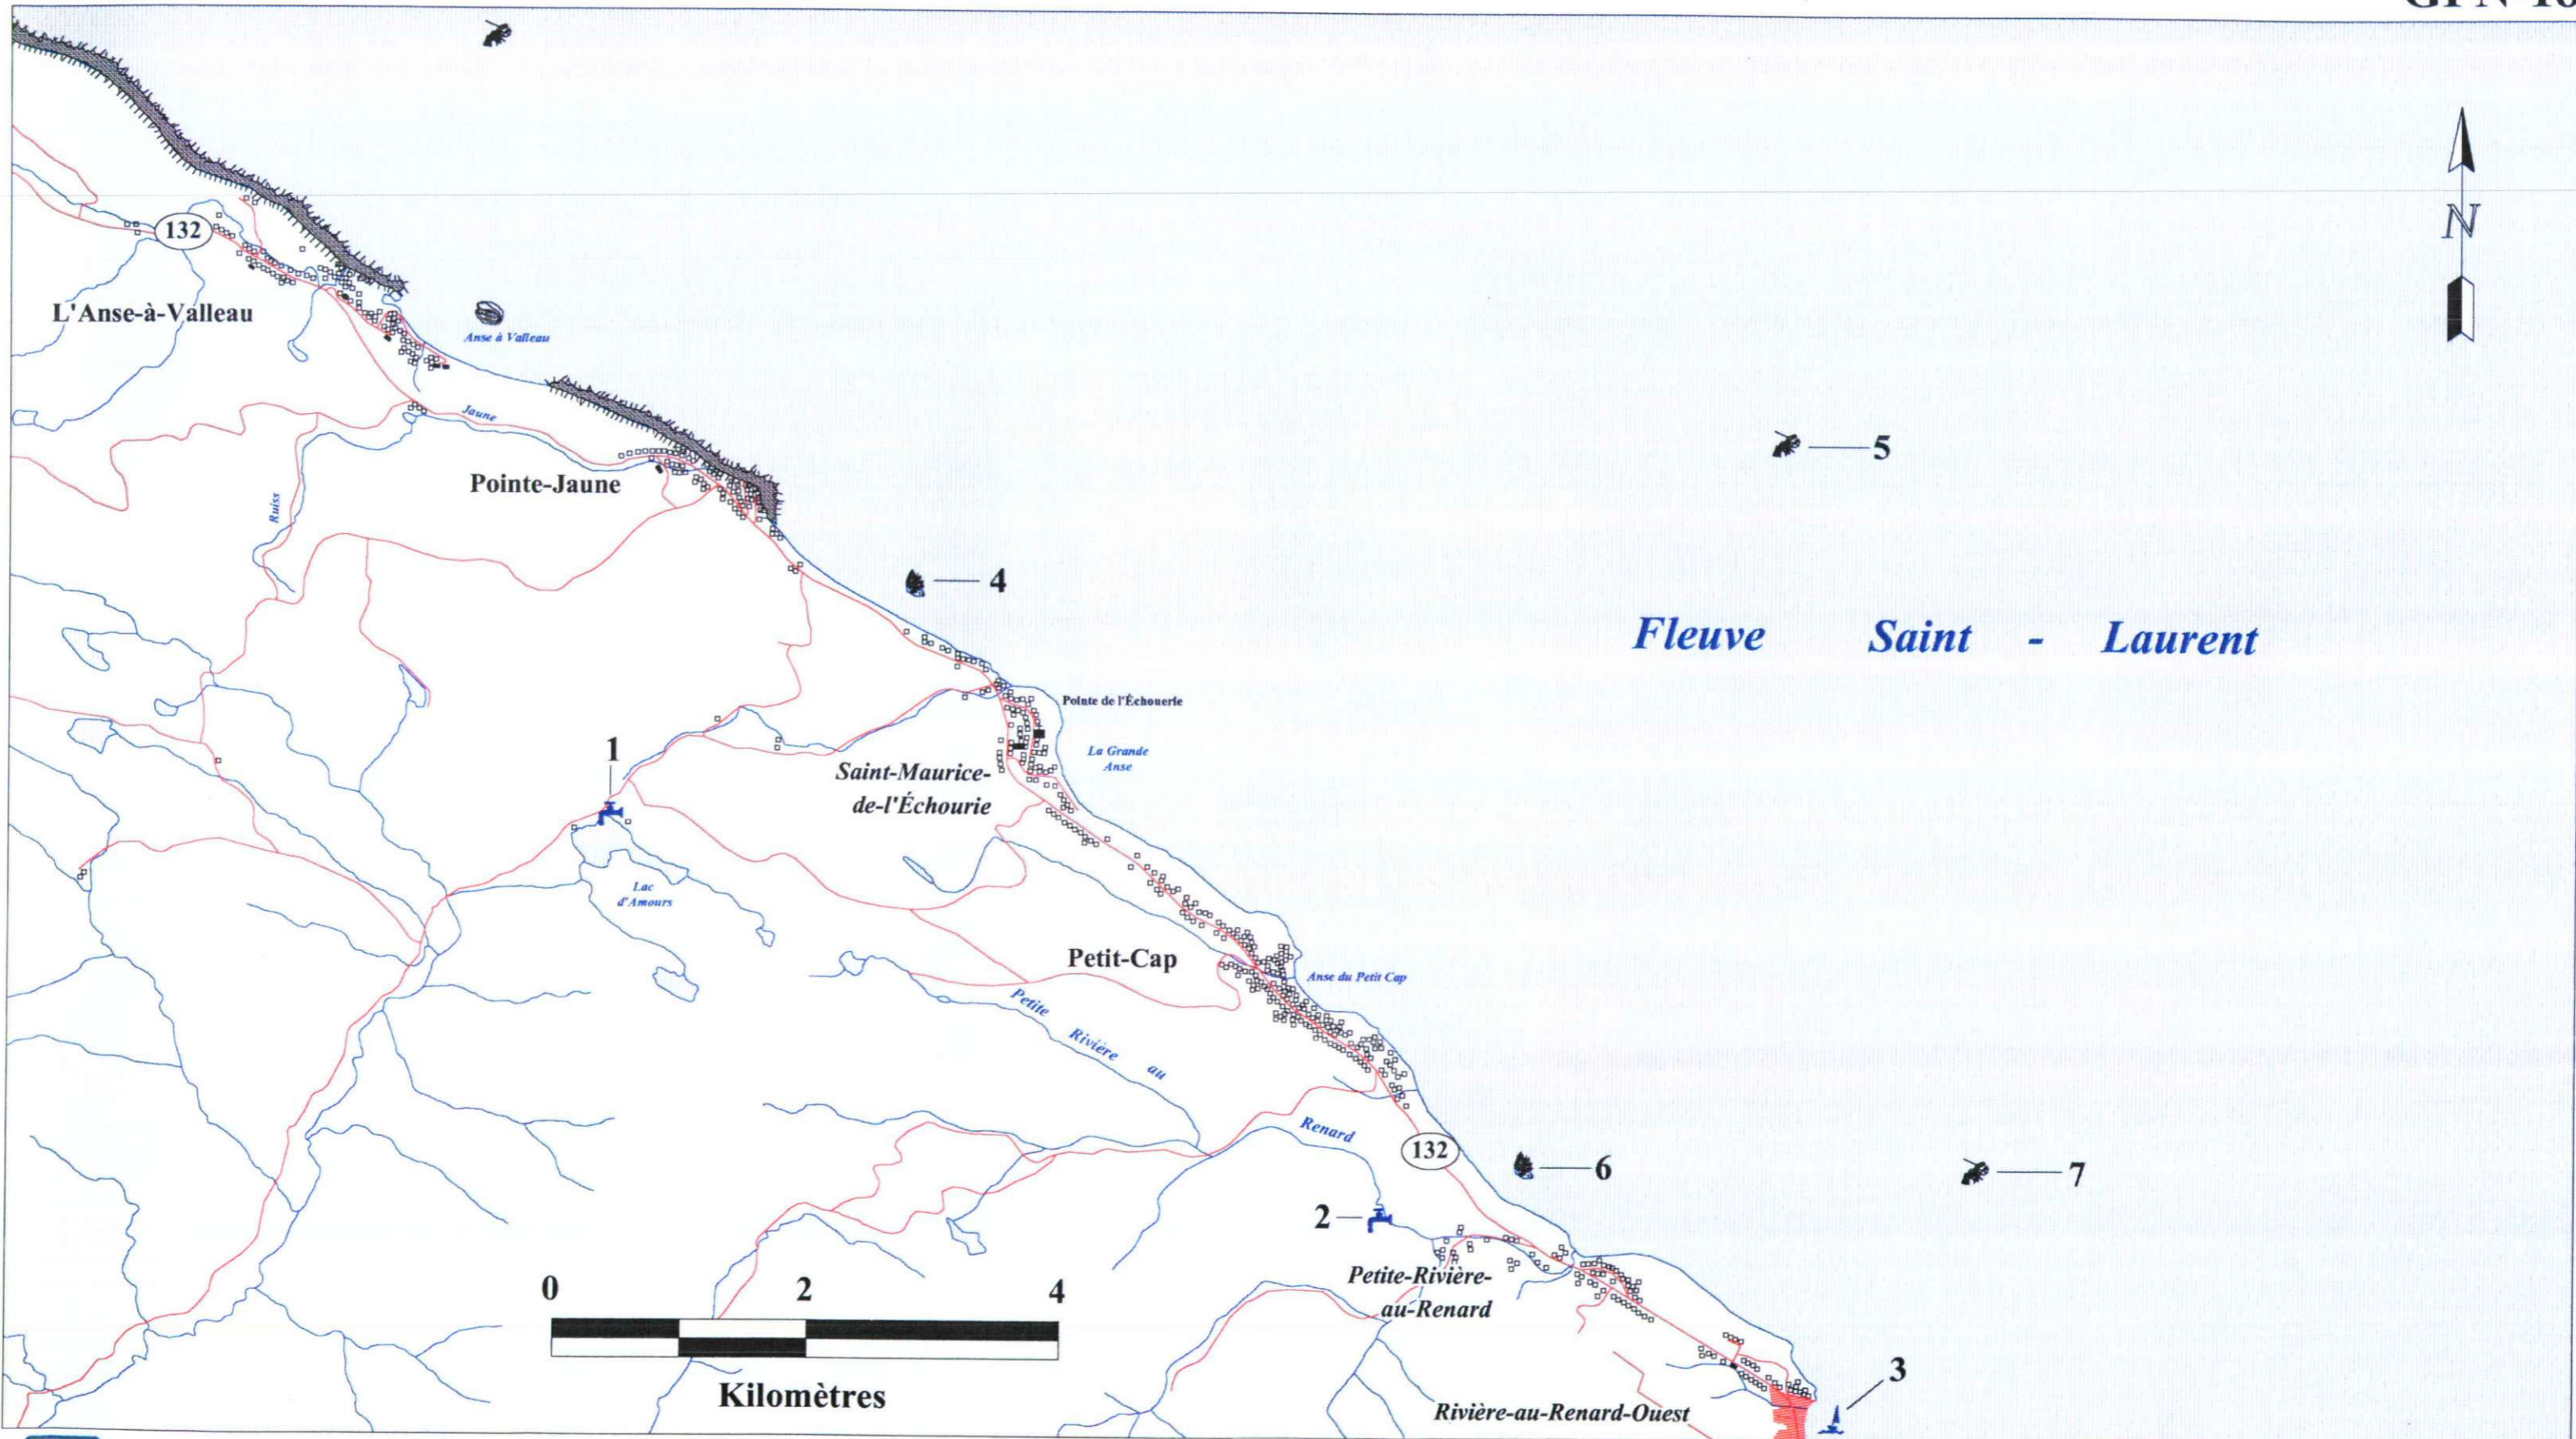 132
N
L'Anse-à-Valleau
Anse à Valleau
Jaune
5
Pointe-Jaune
Ruiss
4
Fleuve Saint - Laurent
Pointe de l'Échouerie
1
La Grande
Anse
Saint-Maurice-
de-l'Échourie
Lac
d'Amours
Petit-Cap
Anse du Petit Cap
Petite
Rivière
au
Renard
132
6
7
2
Petite-Rivière-
au-Renard
0 2 4
Kilomètres
3
Rivière-au-Renard-Ouest